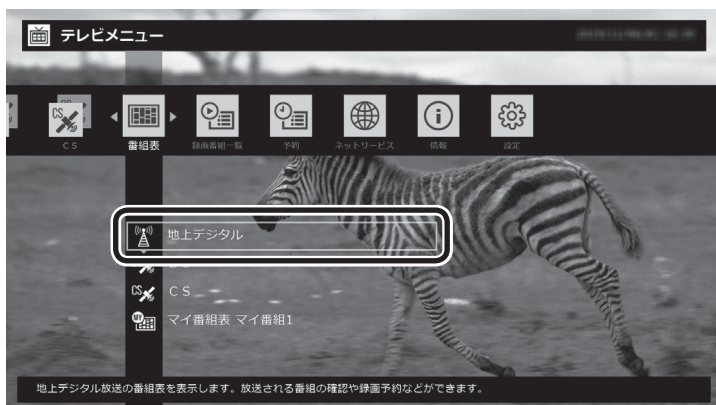 テレビメニュー
CS
CS
番組表
録画番組一覧
予約
ネットサービス
情報
設定
地上デジタル
CS
CS
マイ番組表 マイ番組1
地上デジタル放送の番組表を表示します。放送される番組の確認や録画予約などができます。